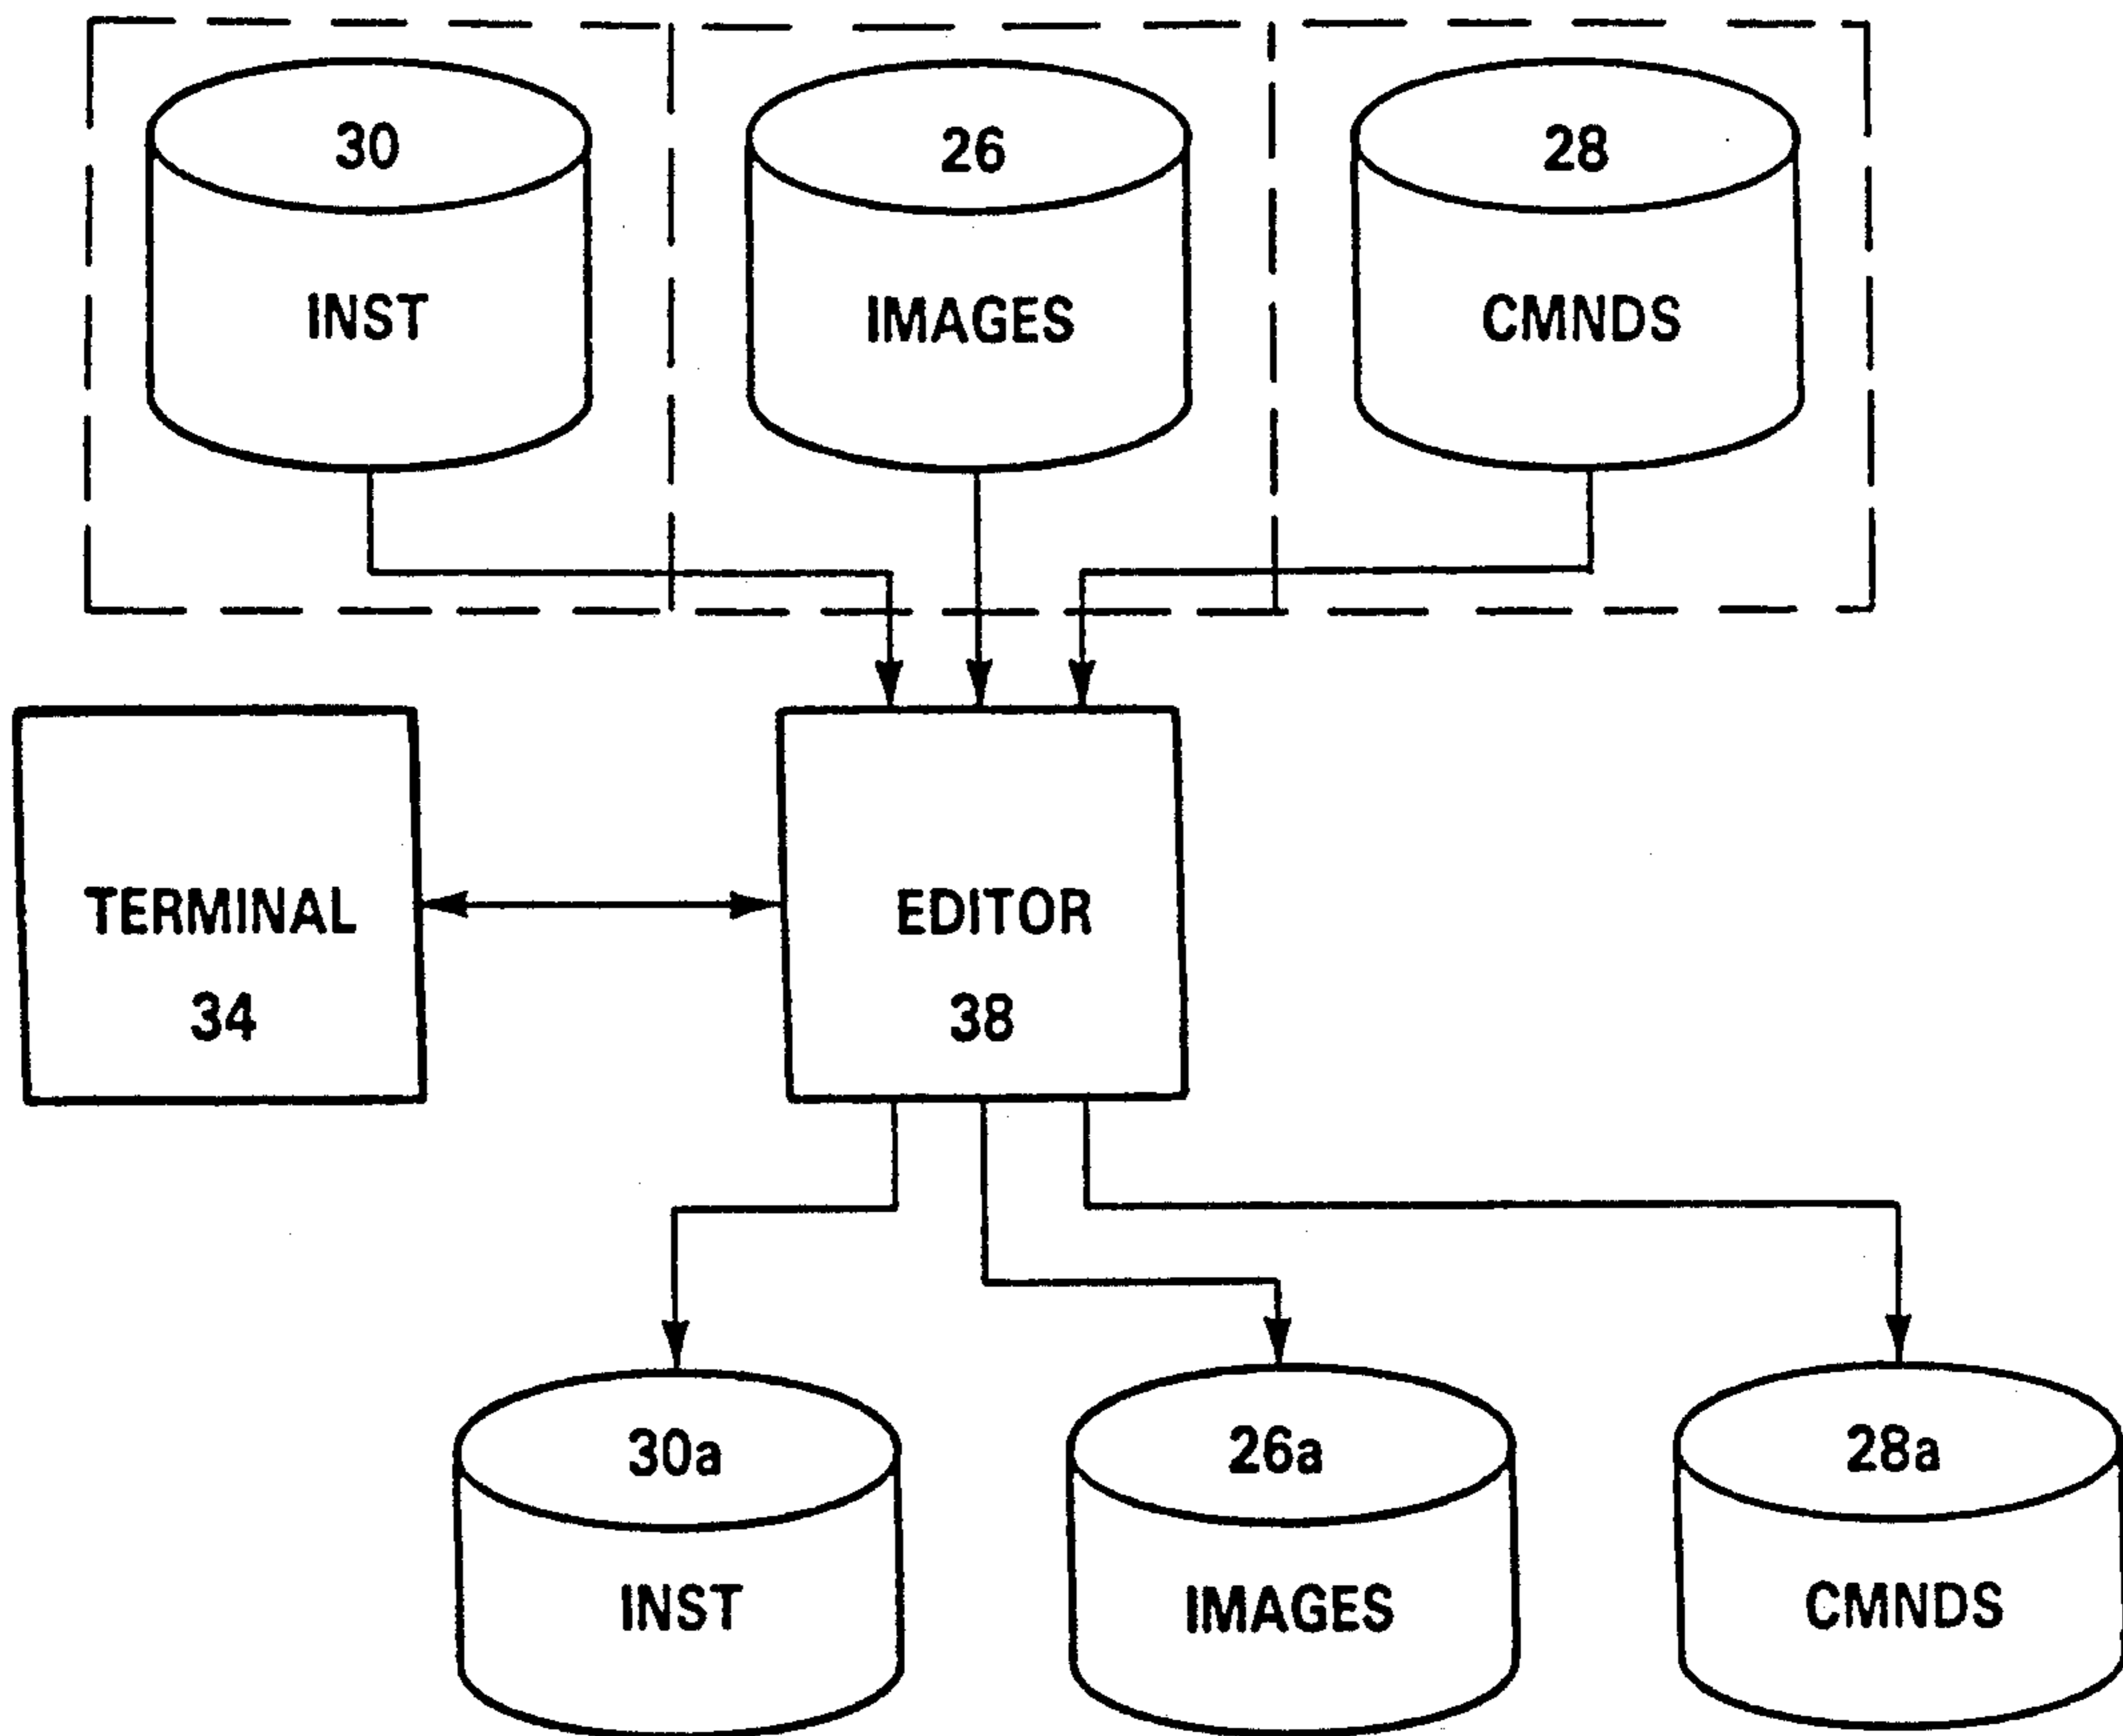 30
INST
26
IMAGES
28
CMNDS
TERMINAL
34
EDITOR
38
30a
INST
26a
IMAGES
28a
CMNDS